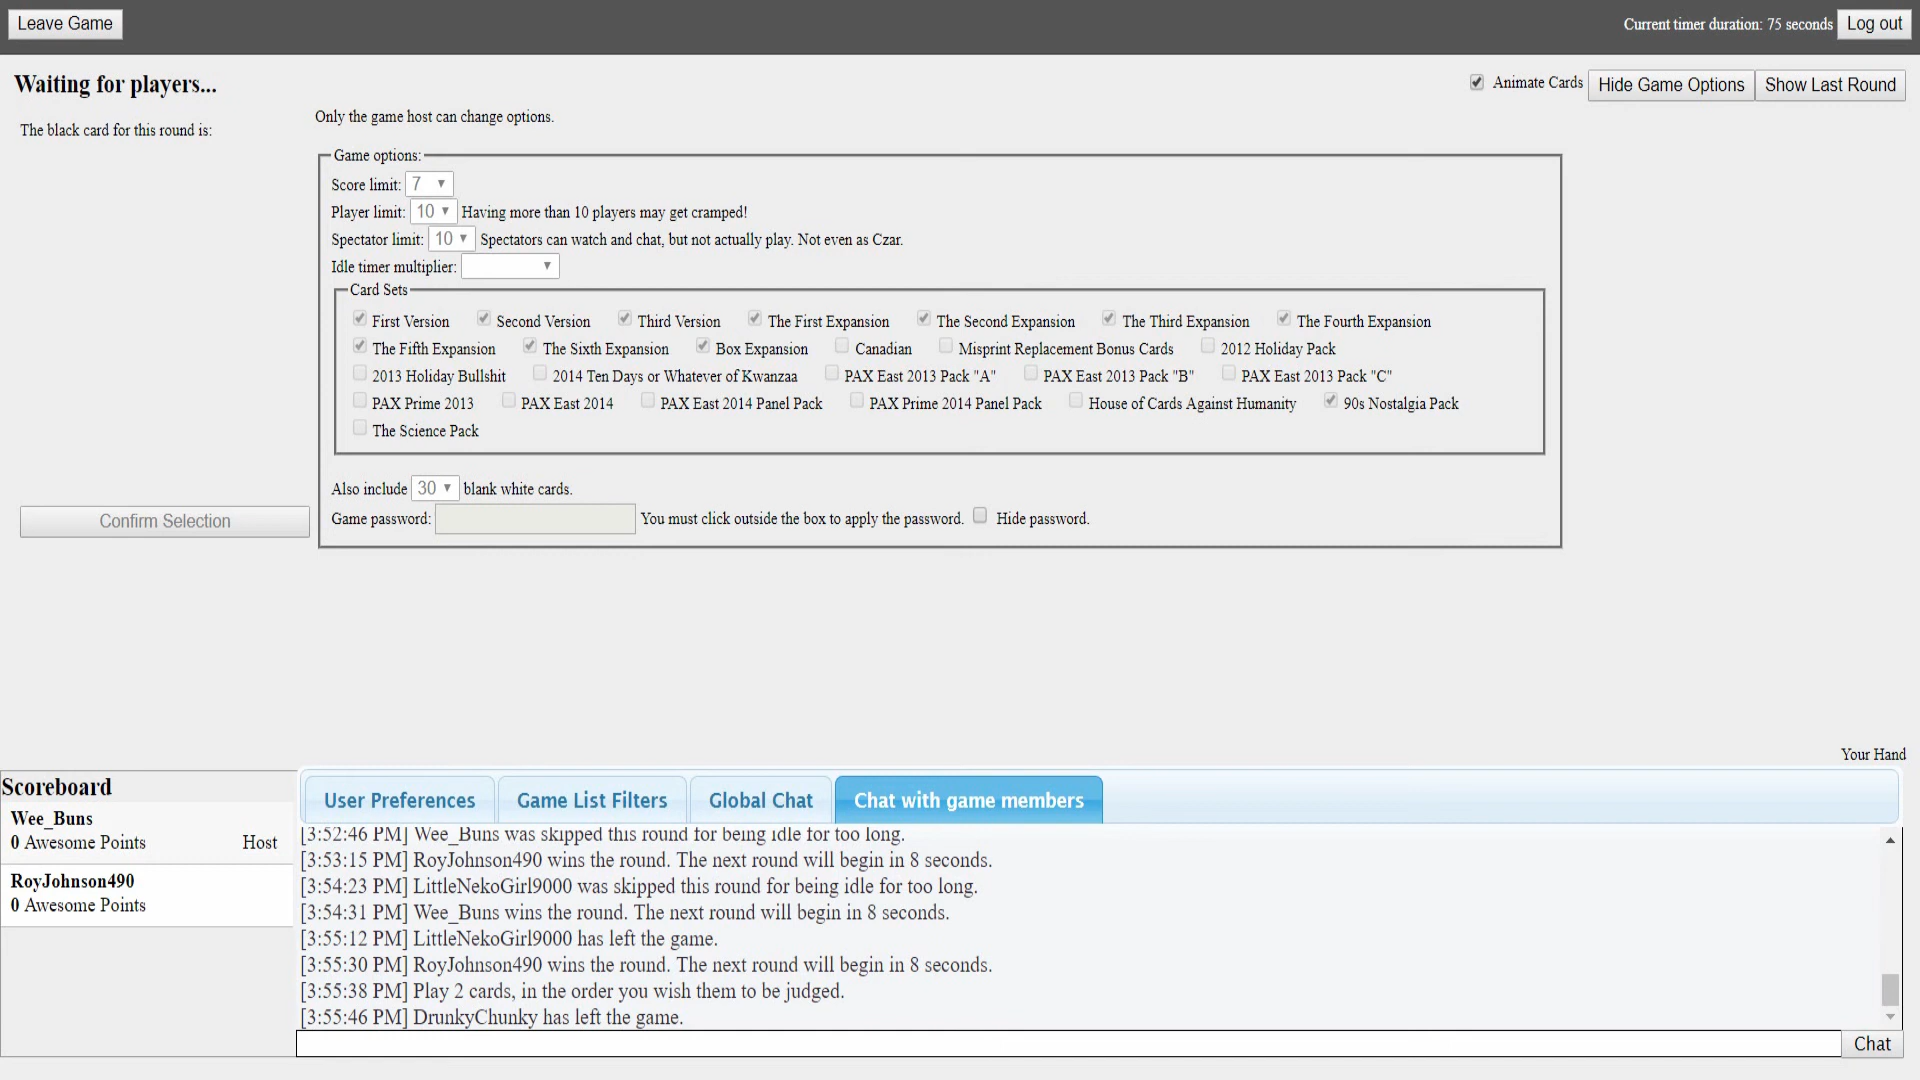 Leave Game
Current timer duration: 75 seconds Log out
Waiting for players...
Animate Cards Hide Game Options Show Last Round
The black card for this round is:
Only the game host can change options.
Game options:
Score limit: 7
Player limit: 10 Having more than 10 players may get cramped!
Spectator limit: 10 Spectators can watch and chat, but not actually play. Not even as Czar.
Idle timer multiplier:
Card Sets
First Version Second Version Third Version The First Expansion The Second Expansion The Third Expansion The Fourth Expansion
The Fifth Expansion The Sixth Expansion Box Expansion Canadian Misprint Replacement Bonus Cards 2012 Holiday Pack
2013 Holiday Bullshit 2014 Ten Days or Whatever of Kwanzaa PAX East 2013 Pack "A" PAX East 2013 Pack "B" PAX East 2013 Pack "C"
PAX Prime 2013 PAX East 2014 PAX East 2014 Panel Pack PAX Prime 2014 Panel Pack House of Cards Against Humanity 90s Nostalgia Pack
The Science Pack
Also include 30 blank white cards.
Game password: You must click outside the box to apply the password. Hide password.
Confirm Selection
Your Hand
Scoreboard
Wee_Buns
0 Awesome Points Host
RoyJohnson490
0 Awesome Points
User Preferences Game List Filters Global Chat Chat with game members
[3:52:46 PM] Wee_Buns was skipped this round for being idle for too long.
[3:53:15 PM] RoyJohnson490 wins the round. The next round will begin in 8 seconds.
[3:54:23 PM] LittleNekoGirl9000 was skipped this round for being idle for too long.
[3:54:31 PM] Wee_Buns wins the round. The next round will begin in 8 seconds.
[3:55:12 PM] LittleNekoGirl9000 has left the game.
[3:55:30 PM] RoyJohnson490 wins the round. The next round will begin in 8 seconds.
[3:55:38 PM] Play 2 cards, in the order you wish them to be judged.
[3:55:46 PM] DrunkyChunky has left the game.
Chat